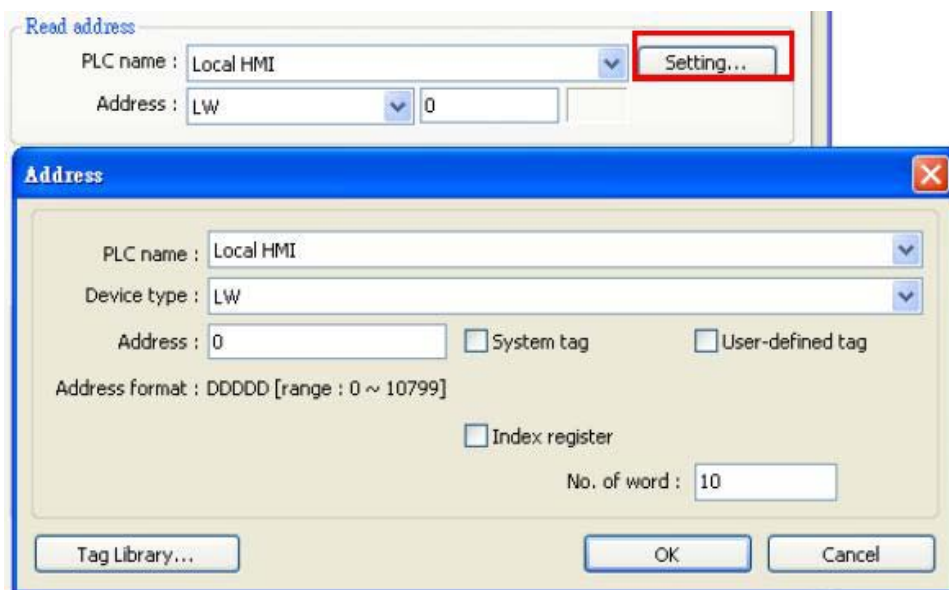 Read address
PLC name : Local HMI Setting...
Address : LW 0
Address
PLC name : Local HMI
Device type : LW
Address : 0 System tag User-defined tag
Address format : DDDDD [range : 0 ~ 10799]
Index register
No. of word : 10
Tag Library... OK Cancel